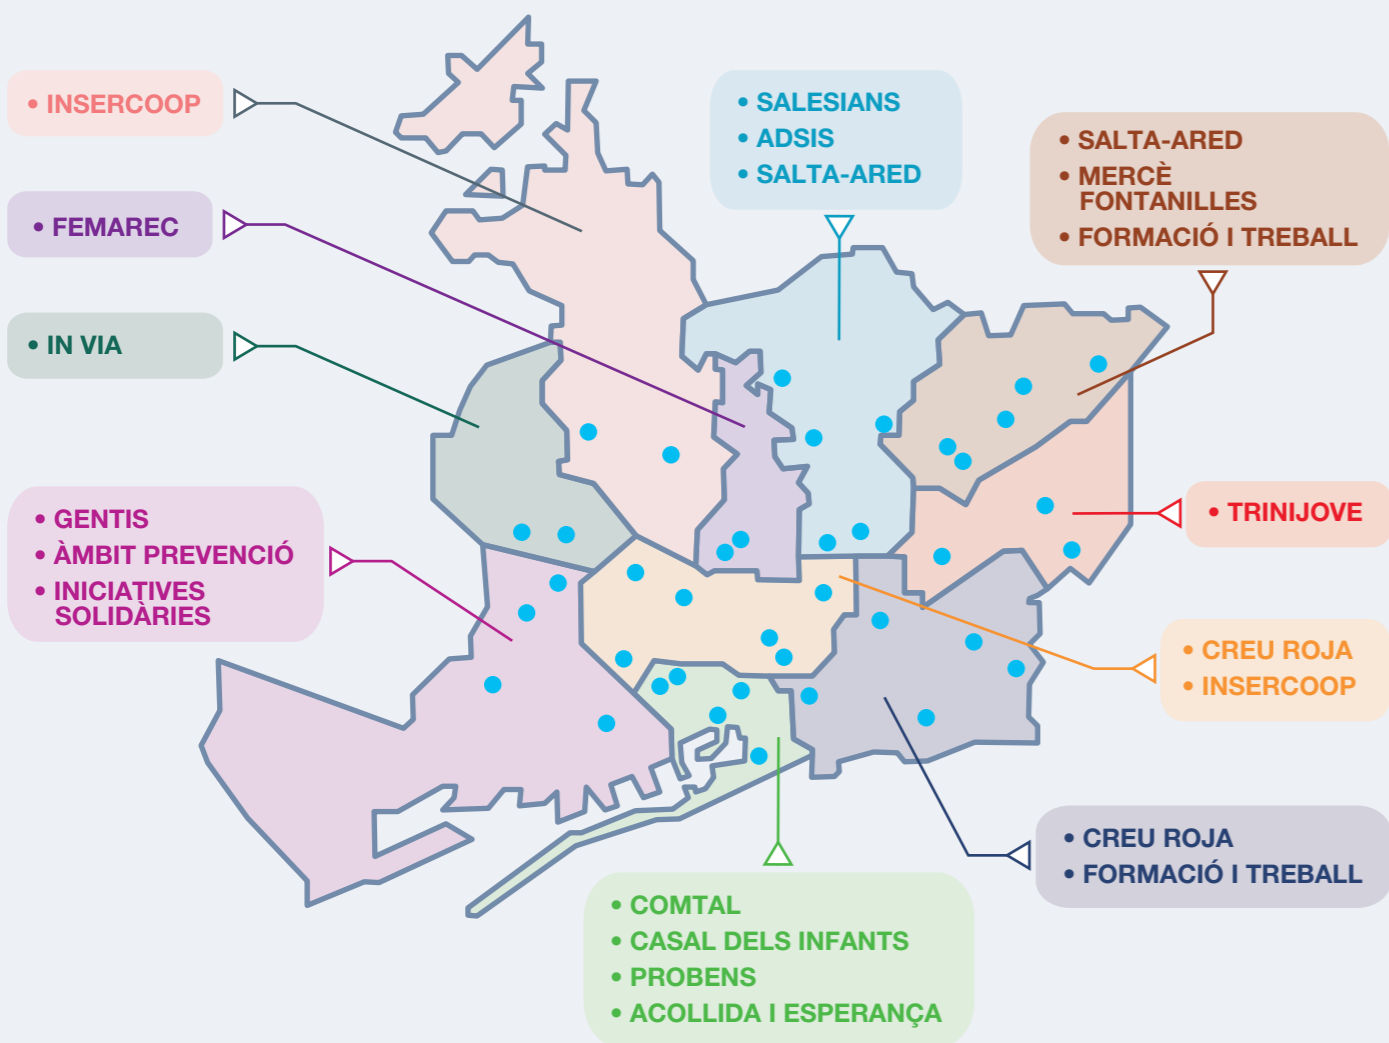 • INSERCOOP
• FEMAREC
• IN VIA
• GENTIS
• ÀMBIT PREVENCIÓ
• INICIATIVES
SOLIDÀRIES
• SALESIANS
• ADSIS
• SALTA-ARED
• SALTA-ARED
• MERCÈ
FONTANILLES
• FORMACIÓ I TREBALL
• TRINIJOVE
• CREU ROJA
• INSERCOOP
• CREU ROJA
• FORMACIÓ I TREBALL
• COMTAL
• CASAL DELS INFANTS
• PROBENS
• ACOLLIDA I ESPERANÇA